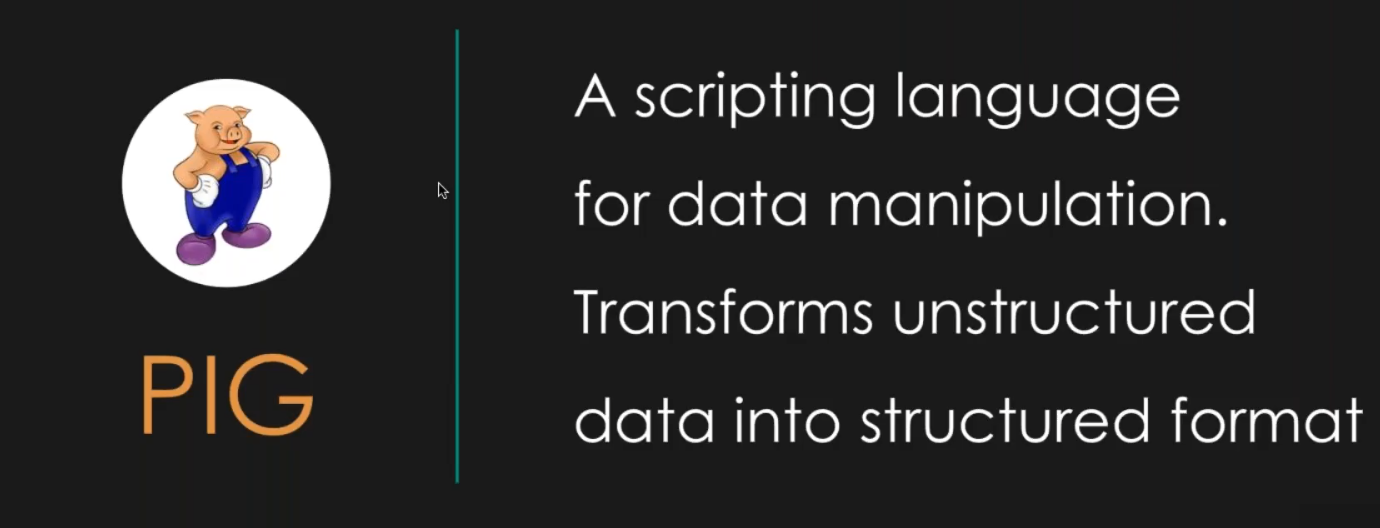 PIG
A scripting language
for data manipulation.
Transforms unstructured
data into structured format